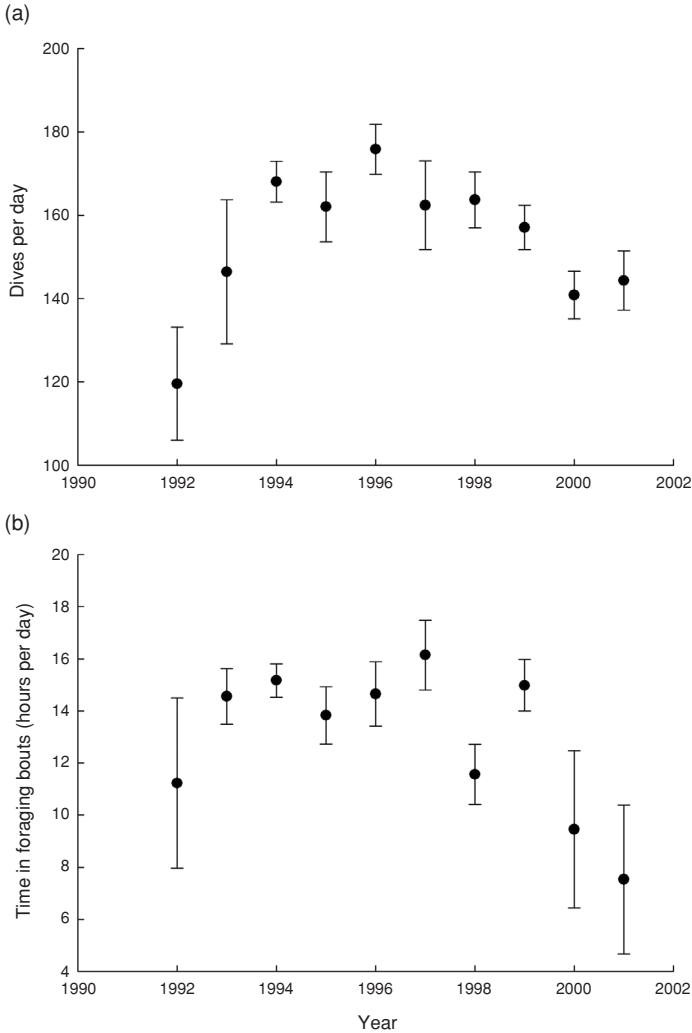 (a)
200
180
160
140
120
100
Dives per day
1990 1992 1994 1996 1998 2000 2002
(b)
20
18
16
14
12
10
8
6
4
Time in foraging bouts (hours per day)
1990 1992 1994 1996 1998 2000 2002
Year